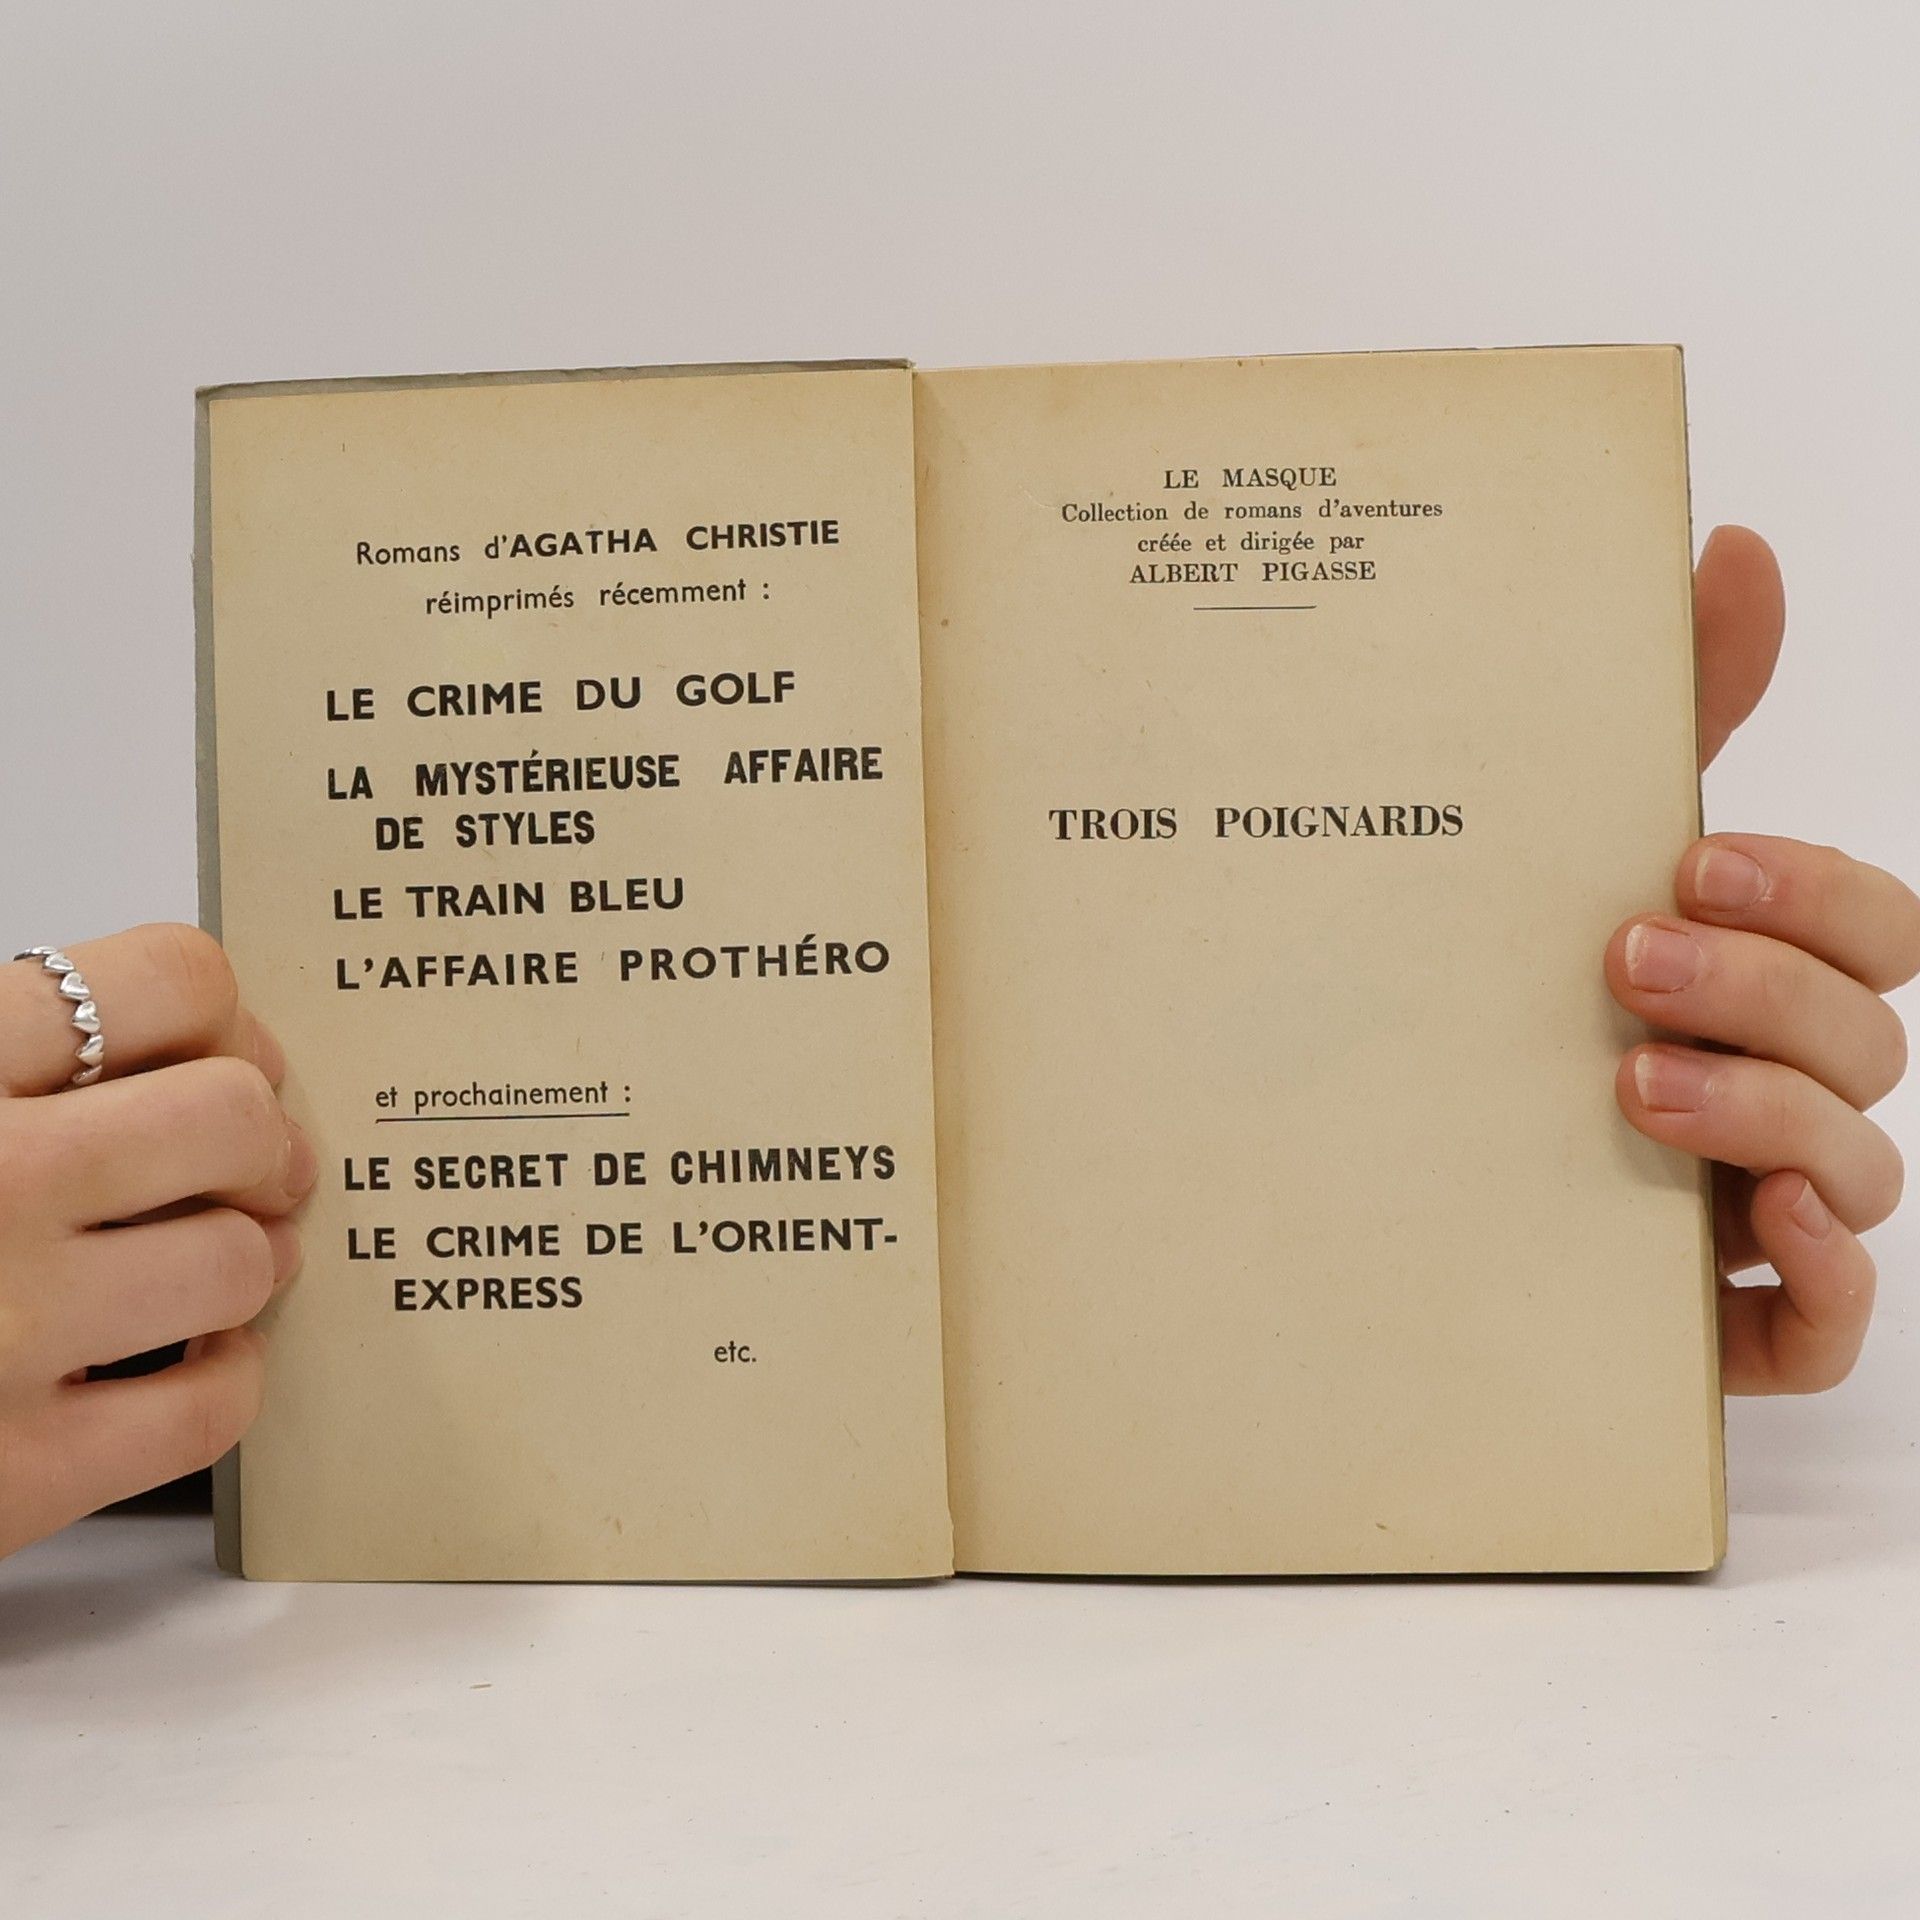 Romans d'AGATHA CHRISTIE
réimprimés récemment :
LE CRIME DU GOLF
LA MYSTÉRIEUSE AFFAIRE
DE STYLES
LE TRAIN BLEU
L'AFFAIRE PROTHÉRO
et prochainement :
LE SECRET DE CHIMNEYS
LE CRIME DE L'ORIENT-
EXPRESS
etc.
LE MASQUE
Collection de romans d'aventures
créée et dirigée par
ALBERT PIGASSE
TROIS POIGNARDS